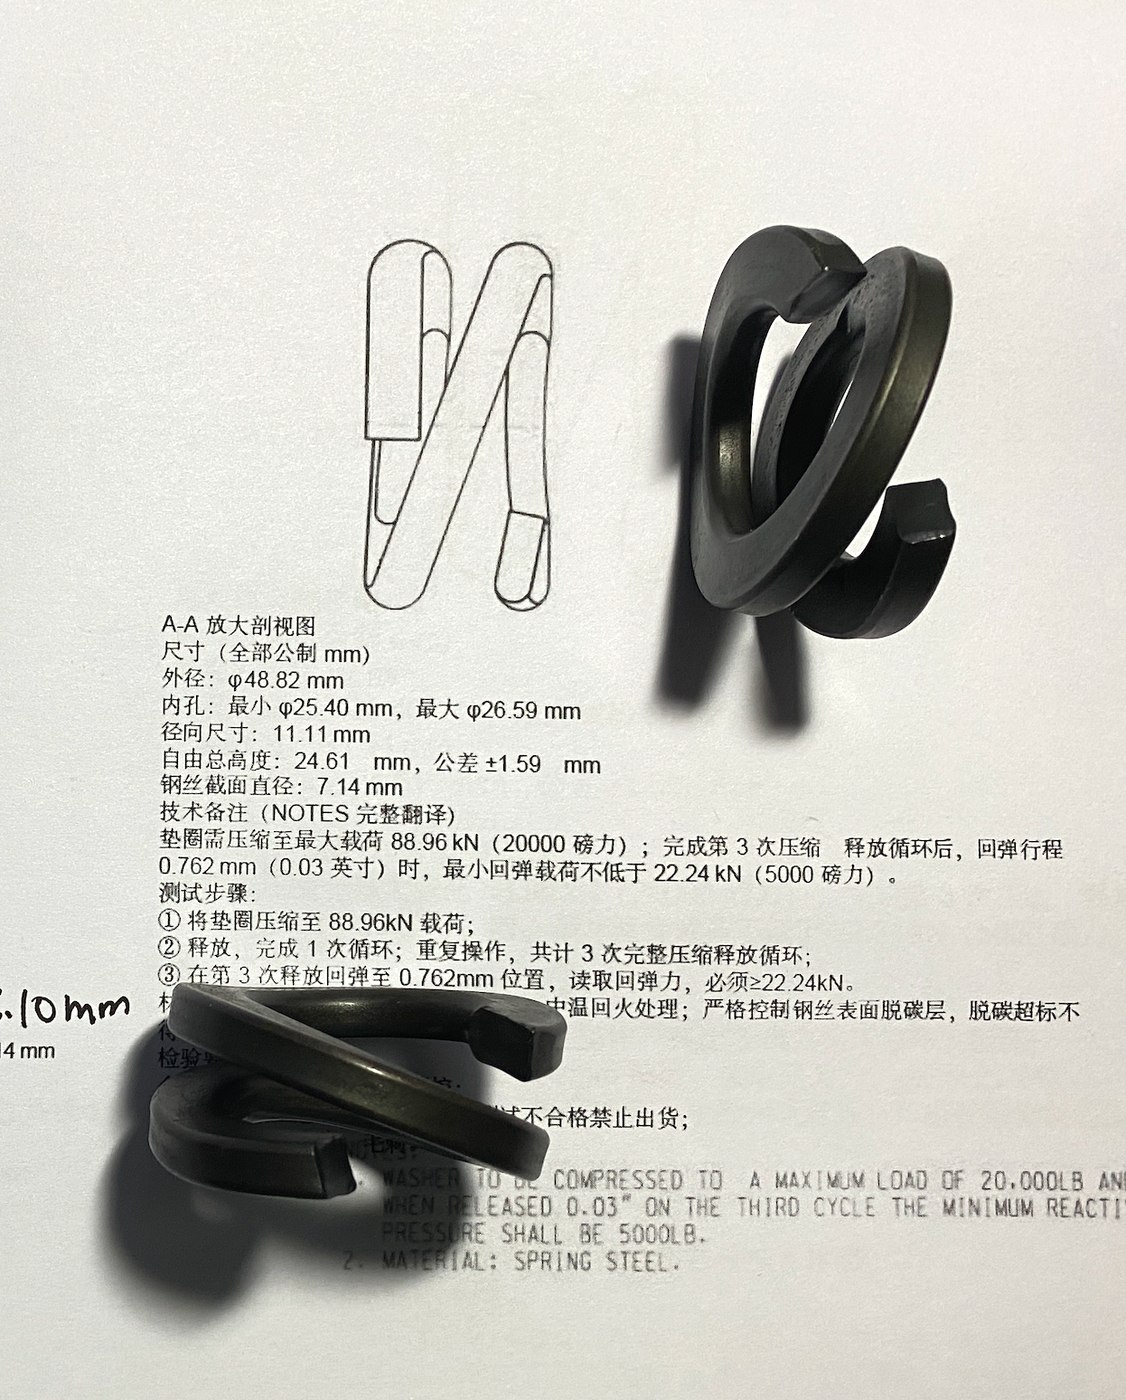 A-A 放大剖视图
尺寸（全部公制 mm）
外径：φ48.82 mm
内孔：最小 φ25.40 mm，最大 φ26.59 mm
径向尺寸：11.11 mm
自由总高度：24.61 mm，公差 ±1.59 mm
钢丝截面直径：7.14 mm
技术备注（NOTES 完整翻译）
垫圈需压缩至最大载荷 88.96 kN（20000 磅力）；完成第 3 次压缩 释放循环后，回弹行程
0.762 mm（0.03 英寸）时，最小回弹载荷不低于 22.24 kN（5000 磅力）。
测试步骤：
① 将垫圈压缩至 88.96kN 载荷；
② 释放，完成 1 次循环；重复操作，共计 3 次完整压缩释放循环；
③ 在第 3 次释放回弹至 0.762mm 位置，读取回弹力，必须≥22.24kN。
.10mm 中温回火处理；严格控制钢丝表面脱碳层，脱碳超标不
14 mm
检验
不合格禁止出货；
WASHER TO BE COMPRESSED TO A MAXIMUM LOAD OF 20,000LB AN
WHEN RELEASED 0.03" ON THE THIRD CYCLE THE MINIMUM REACTI
PRESSURE SHALL BE 5000LB.
2. MATERIAL: SPRING STEEL.